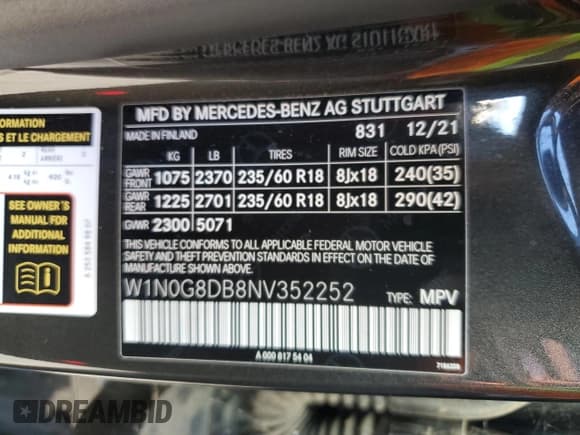 MFD BY MERCEDES-BENZ AG STUTTGART
MADE IN FINLAND 831 12/21
KG LB TIRES RIM SIZE COLD KPA(PSI)
GAWR FRONT 1075 2370 235/60 R18 8Jx18 240(35)
GAWR REAR 1225 2701 235/60 R18 8Jx18 290(42)
GVWR 2300 5071
THIS VEHICLE CONFORMS TO ALL APPLICABLE FEDERAL MOTOR VEHICLE
SAFETY AND THEFT PREVENTION STANDARDS IN EFFECT ON THE DATE
OF MANUFACTURE SHOWN ABOVE.
W1N0G8DB8NV352252 TYPE: MPV
A 000 817 54 04
ORMATION
S ET LE CHARGEMENT
SEE OWNER'S
MANUAL FOR
ADDITIONAL
INFORMATION
DREAMBID